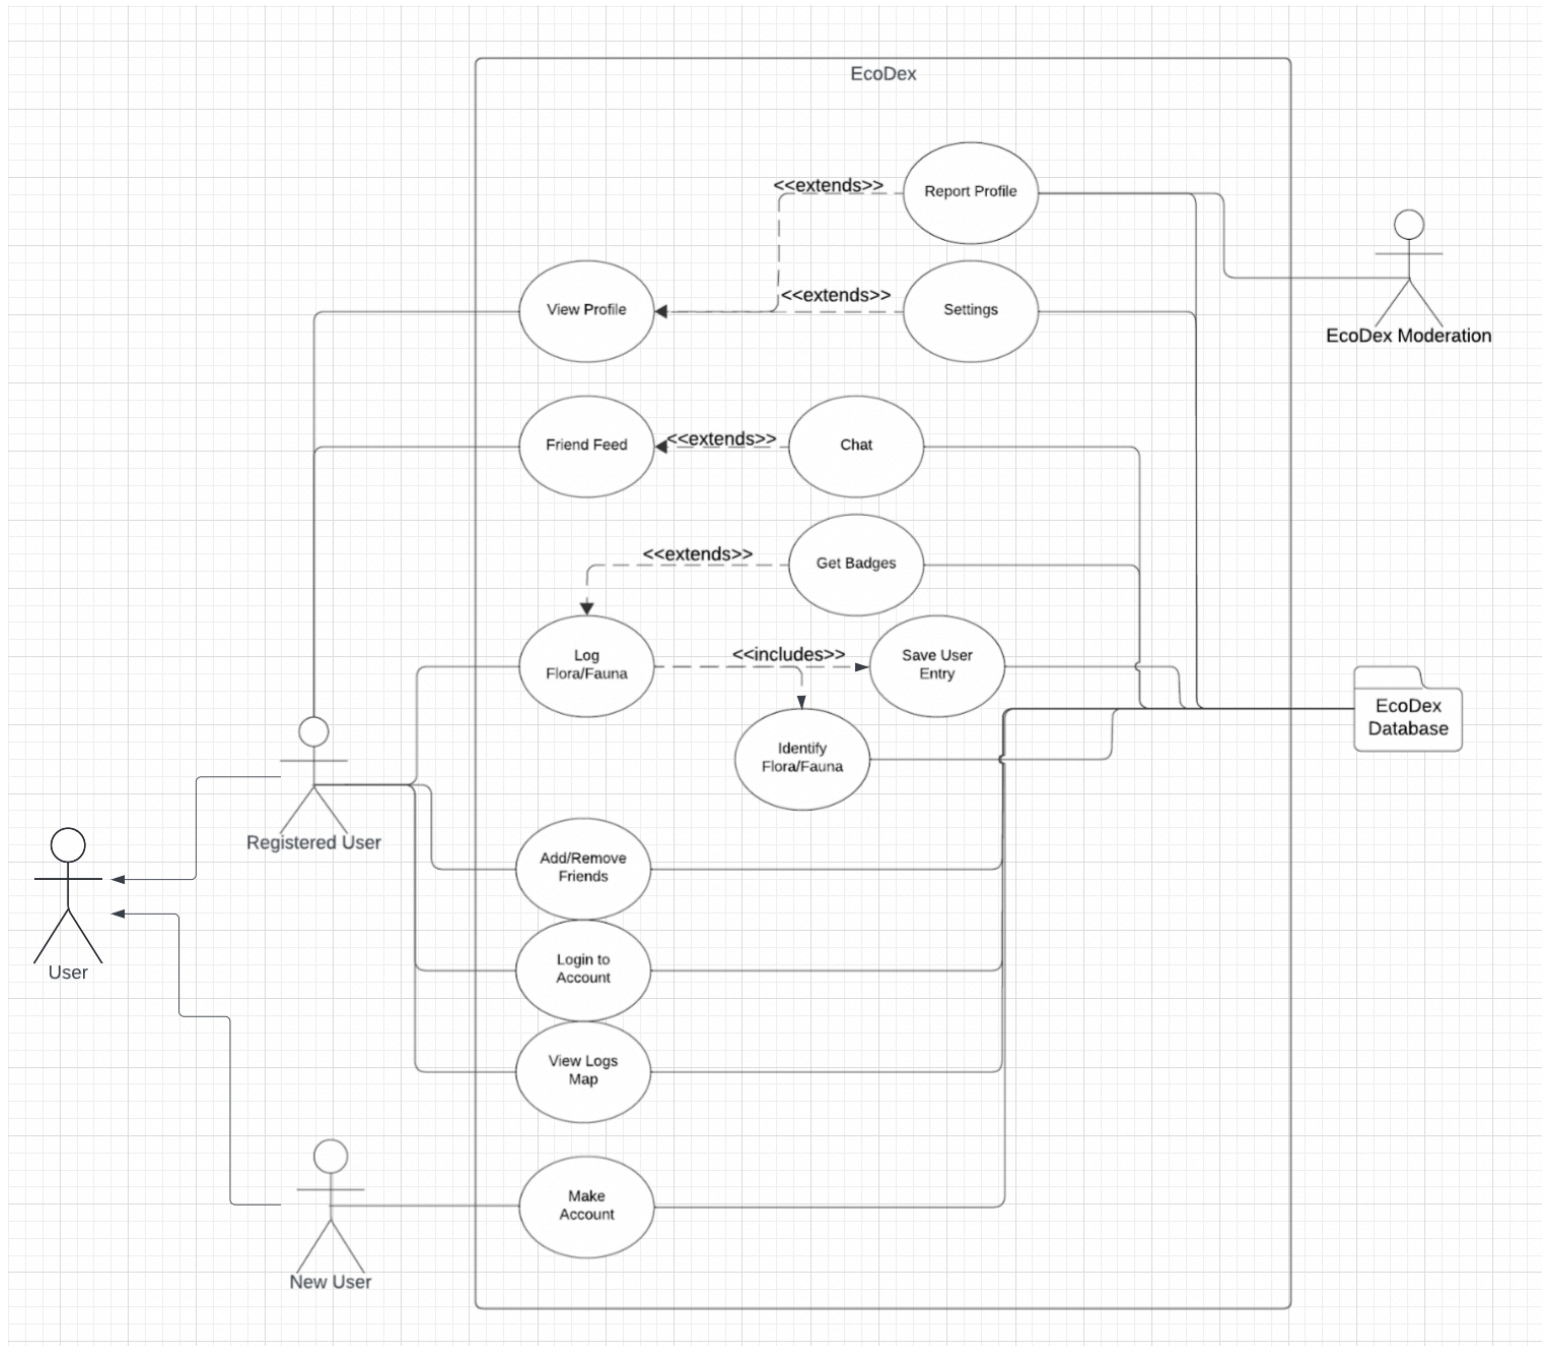 EcoDex
<<extends>>
Report Profile
<<extends>>
View Profile
Settings
EcoDex Moderation
<<extends>>
Friend Feed
Chat
<<extends>>
Get Badges
Log
Flora/Fauna
<<includes>>
Save User
Entry
Identify
Flora/Fauna
EcoDex
Database
Registered User
Add/Remove
Friends
User
Login to
Account
View Logs
Map
Make
Account
New User